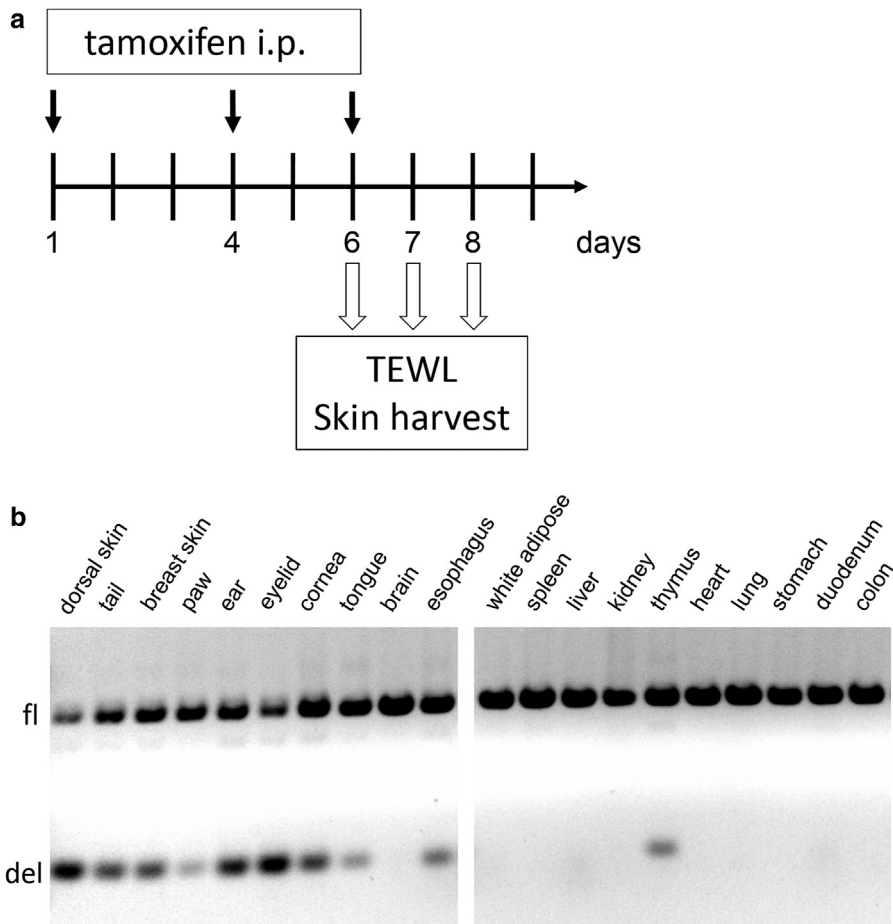 a
tamoxifen i.p.
1 4 6 7 8 days
TEWL
Skin harvest
b
dorsal skin
tail
breast skin
paw
ear
eyelid
cornea
tongue
brain
esophagus
white adipose
spleen
liver
kidney
thymus
heart
lung
stomach
duodenum
colon
fl
del